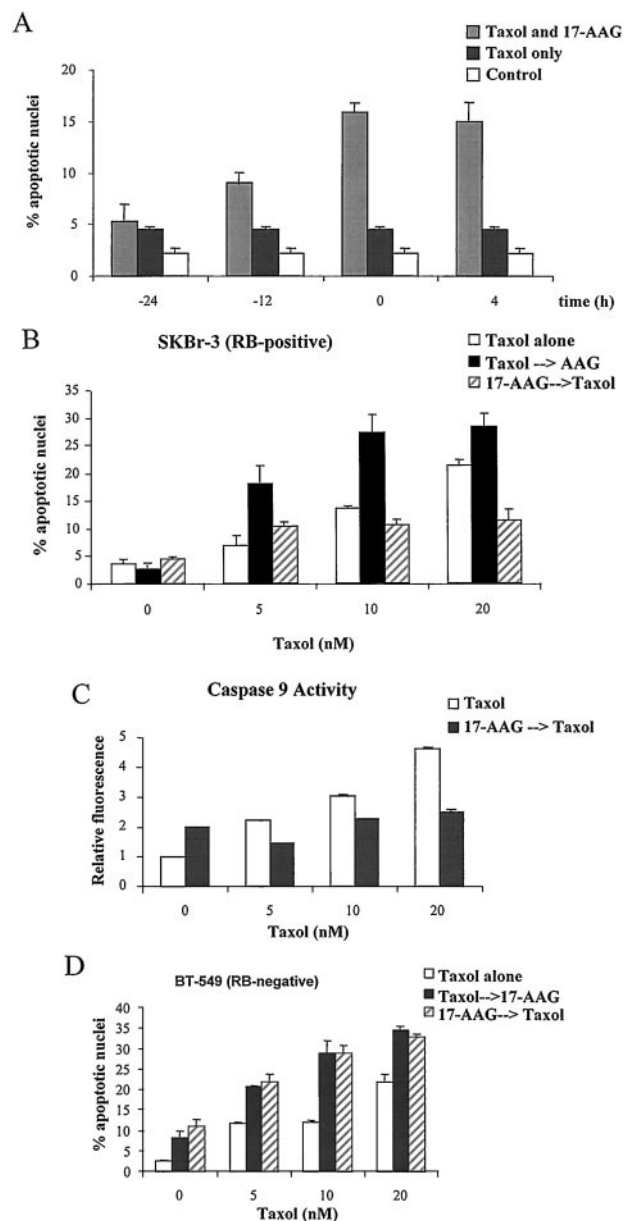 A
Taxol and 17-AAG
Taxol only
Control
% apoptotic nuclei
20
15
10
5
0
-24 -12 0 4 time (h)
B
SKBr-3 (RB-positive)
Taxol alone
Taxol --> AAG
17-AAG-->Taxol
% apoptotic nuclei
35
30
25
20
15
10
5
0
0 5 10 20
Taxol (nM)
C
Caspase 9 Activity
Taxol
17-AAG --> Taxol
Relative fluorescence
5
4
3
2
1
0
0 5 10 20
Taxol (nM)
D
BT-549 (RB-negative)
Taxol alone
Taxol-->17-AAG
17-AAG--> Taxol
% apoptotic nuclei
40
35
30
25
20
15
10
5
0
0 5 10 20
Taxol (nM)